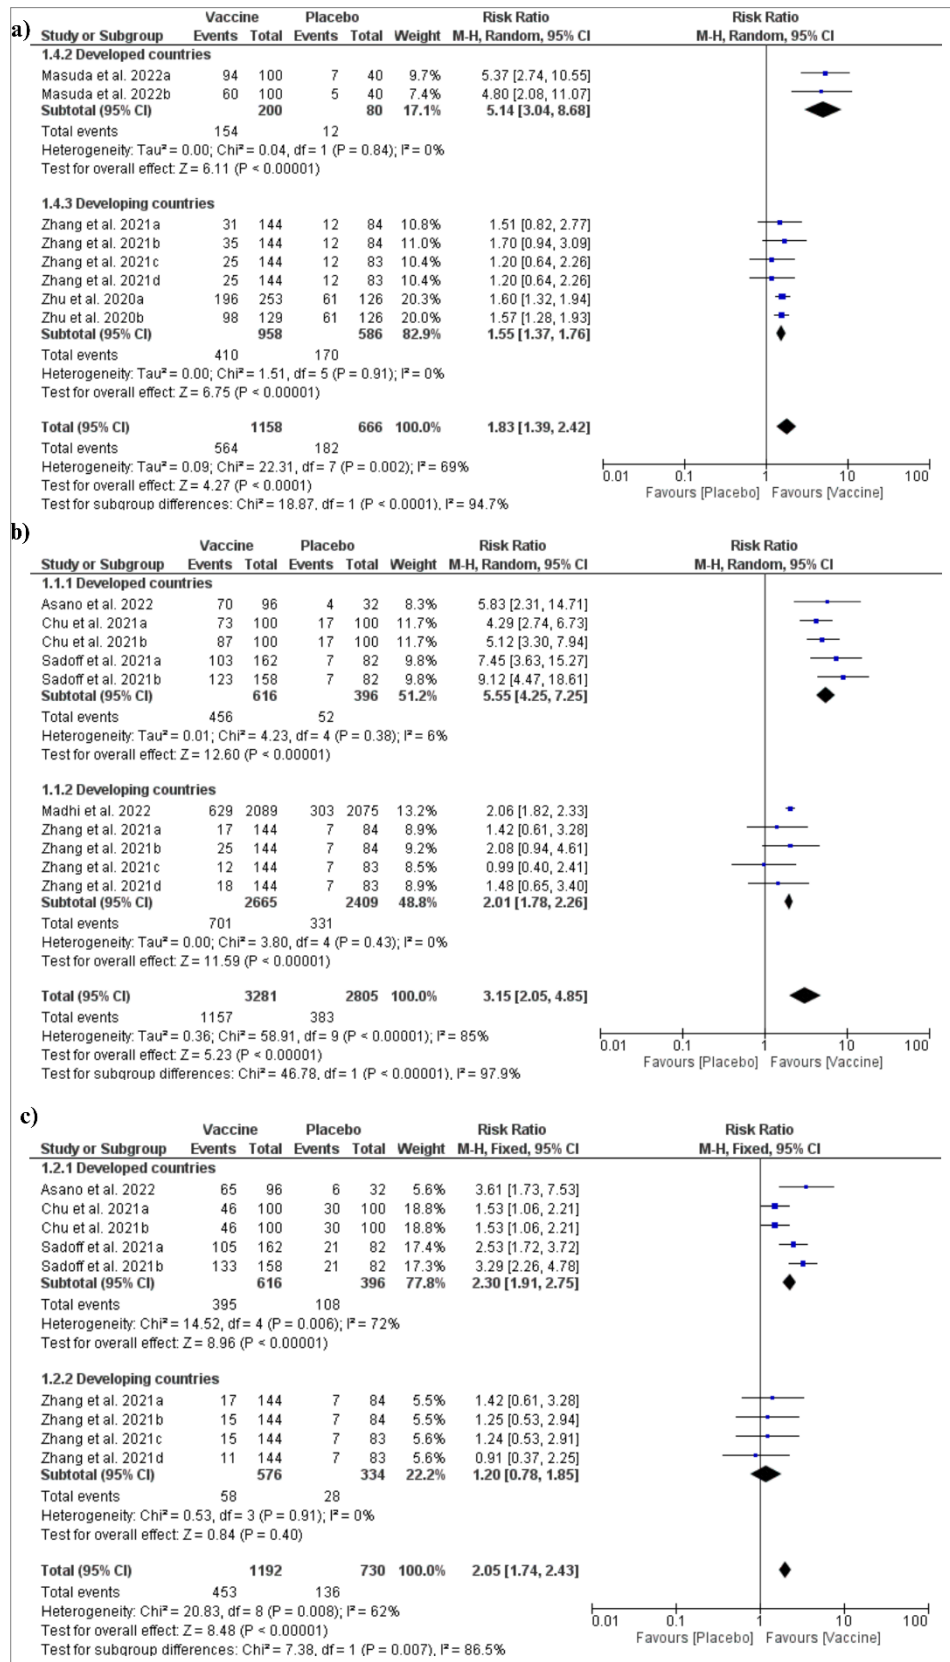 a)
Vaccine Placebo Risk Ratio Risk Ratio
Study or Subgroup Events Total Events Total Weight M-H, Random, 95% CI M-H, Random, 95% CI
1.4.2 Developed countries
Masuda et al. 2022a 94 100 7 40 9.7% 5.37 [2.74, 10.55]
Masuda et al. 2022b 60 100 5 40 7.4% 4.80 [2.08, 11.07]
Subtotal (95% CI) 200 80 17.1% 5.14 [3.04, 8.68]
Total events 154 12
Heterogeneity: Tau² = 0.00; Chi² = 0.04, df = 1 (P = 0.84); I² = 0%
Test for overall effect: Z = 6.11 (P < 0.00001)
1.4.3 Developing countries
Zhang et al. 2021a 31 144 12 84 10.8% 1.51 [0.82, 2.77]
Zhang et al. 2021b 35 144 12 84 11.0% 1.70 [0.94, 3.09]
Zhang et al. 2021c 25 144 12 83 10.4% 1.20 [0.64, 2.26]
Zhang et al. 2021d 25 144 12 83 10.4% 1.20 [0.64, 2.26]
Zhu et al. 2020a 196 253 61 126 20.3% 1.60 [1.32, 1.94]
Zhu et al. 2020b 98 129 61 126 20.0% 1.57 [1.28, 1.93]
Subtotal (95% CI) 958 586 82.9% 1.55 [1.37, 1.76]
Total events 410 170
Heterogeneity: Tau² = 0.00; Chi² = 1.51, df = 5 (P = 0.91); I² = 0%
Test for overall effect: Z = 6.75 (P < 0.00001)
Total (95% CI) 1158 666 100.0% 1.83 [1.39, 2.42]
Total events 564 182
Heterogeneity: Tau² = 0.09; Chi² = 22.31, df = 7 (P = 0.002); I² = 69%
Test for overall effect: Z = 4.27 (P < 0.0001)
Test for subgroup differences: Chi² = 18.87, df = 1 (P < 0.0001), I² = 94.7%
0.01 0.1 1 10 100
Favours [Placebo] Favours [Vaccine]
b)
Vaccine Placebo Risk Ratio Risk Ratio
Study or Subgroup Events Total Events Total Weight M-H, Random, 95% CI M-H, Random, 95% CI
1.1.1 Developed countries
Asano et al. 2022 70 96 4 32 8.3% 5.83 [2.31, 14.71]
Chu et al. 2021a 73 100 17 100 11.7% 4.29 [2.74, 6.73]
Chu et al. 2021b 87 100 17 100 11.7% 5.12 [3.30, 7.94]
Sadoff et al. 2021a 103 162 7 82 9.8% 7.45 [3.63, 15.27]
Sadoff et al. 2021b 123 158 7 82 9.8% 9.12 [4.47, 18.61]
Subtotal (95% CI) 616 396 51.2% 5.55 [4.25, 7.25]
Total events 456 52
Heterogeneity: Tau² = 0.01; Chi² = 4.23, df = 4 (P = 0.38); I² = 6%
Test for overall effect: Z = 12.60 (P < 0.00001)
1.1.2 Developing countries
Madhi et al. 2022 629 2089 303 2075 13.2% 2.06 [1.82, 2.33]
Zhang et al. 2021a 17 144 7 84 8.9% 1.42 [0.61, 3.28]
Zhang et al. 2021b 25 144 7 84 9.2% 2.08 [0.94, 4.61]
Zhang et al. 2021c 12 144 7 83 8.5% 0.99 [0.40, 2.41]
Zhang et al. 2021d 18 144 7 83 8.9% 1.48 [0.65, 3.40]
Subtotal (95% CI) 2665 2409 48.8% 2.01 [1.78, 2.26]
Total events 701 331
Heterogeneity: Tau² = 0.00; Chi² = 3.80, df = 4 (P = 0.43); I² = 0%
Test for overall effect: Z = 11.59 (P < 0.00001)
Total (95% CI) 3281 2805 100.0% 3.15 [2.05, 4.85]
Total events 1157 383
Heterogeneity: Tau² = 0.36; Chi² = 58.91, df = 9 (P < 0.00001); I² = 85%
Test for overall effect: Z = 5.23 (P < 0.00001)
Test for subgroup differences: Chi² = 46.78, df = 1 (P < 0.00001), I² = 97.9%
0.01 0.1 1 10 100
Favours [Placebo] Favours [Vaccine]
c)
Vaccine Placebo Risk Ratio Risk Ratio
Study or Subgroup Events Total Events Total Weight M-H, Fixed, 95% CI M-H, Fixed, 95% CI
1.2.1 Developed countries
Asano et al. 2022 65 96 6 32 5.6% 3.61 [1.73, 7.53]
Chu et al. 2021a 46 100 30 100 18.8% 1.53 [1.06, 2.21]
Chu et al. 2021b 46 100 30 100 18.8% 1.53 [1.06, 2.21]
Sadoff et al. 2021a 105 162 21 82 17.4% 2.53 [1.72, 3.72]
Sadoff et al. 2021b 133 158 21 82 17.3% 3.29 [2.26, 4.78]
Subtotal (95% CI) 616 396 77.8% 2.30 [1.91, 2.75]
Total events 395 108
Heterogeneity: Chi² = 14.52, df = 4 (P = 0.006); I² = 72%
Test for overall effect: Z = 8.96 (P < 0.00001)
1.2.2 Developing countries
Zhang et al. 2021a 17 144 7 84 5.5% 1.42 [0.61, 3.28]
Zhang et al. 2021b 15 144 7 84 5.5% 1.25 [0.53, 2.94]
Zhang et al. 2021c 15 144 7 83 5.6% 1.24 [0.53, 2.91]
Zhang et al. 2021d 11 144 7 83 5.6% 0.91 [0.37, 2.25]
Subtotal (95% CI) 576 334 22.2% 1.20 [0.78, 1.85]
Total events 58 28
Heterogeneity: Chi² = 0.53, df = 3 (P = 0.91); I² = 0%
Test for overall effect: Z = 0.84 (P = 0.40)
Total (95% CI) 1192 730 100.0% 2.05 [1.74, 2.43]
Total events 453 136
Heterogeneity: Chi² = 20.83, df = 8 (P = 0.008); I² = 62%
Test for overall effect: Z = 8.48 (P < 0.00001)
Test for subgroup differences: Chi² = 7.38, df = 1 (P = 0.007), I² = 86.5%
0.01 0.1 1 10 100
Favours [Placebo] Favours [Vaccine]